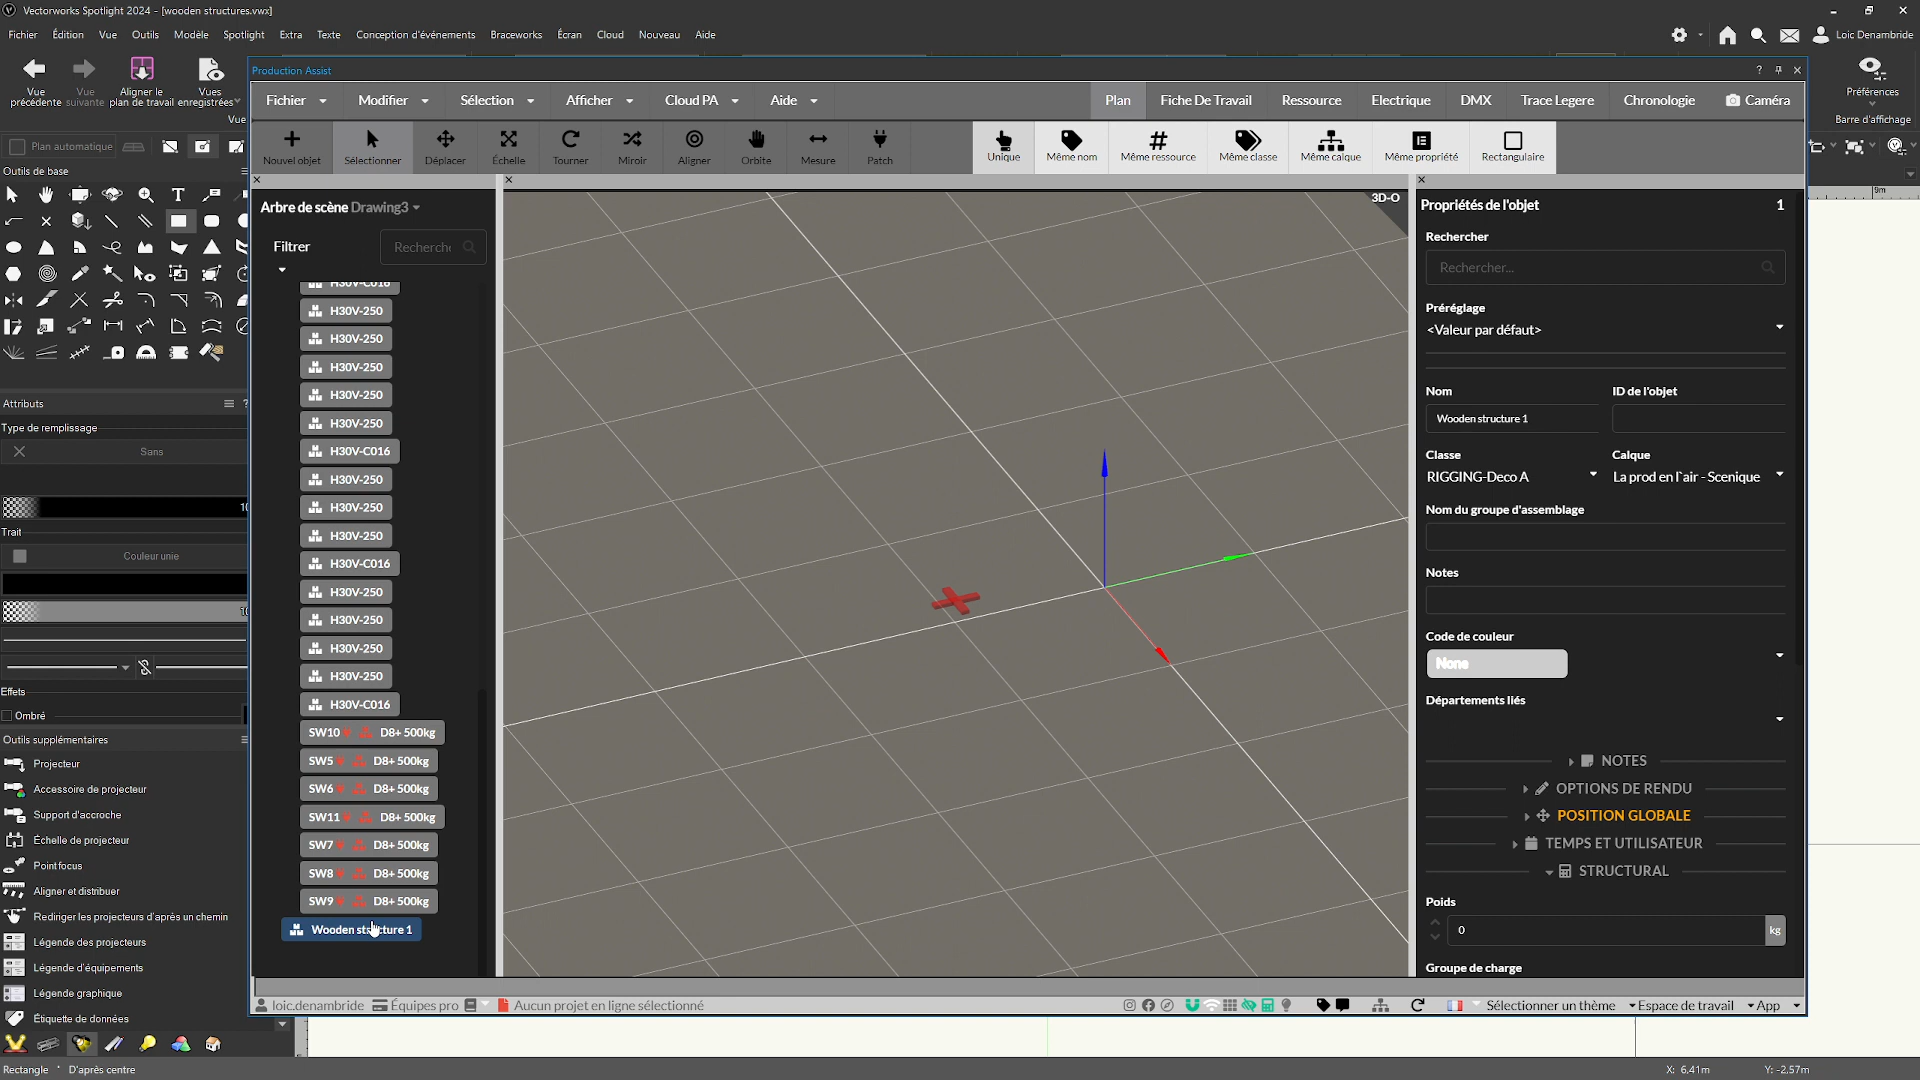 Vectorworks Spotlight 2024 - [wooden structures.vwx]
Fichier Édition Vue Outils Modèle Spotlight Extra Texte Conception d'événements Braceworks Écran Cloud Nouveau Aide
Loic Denambride
Vue précédente
Vue suivante
Aligner le plan de travail
Vues enregistrées
Vue
Préférences
Barre d'affichage
Production Assist
Fichier Modifier Sélection Afficher Cloud PA Aide
Plan Fiche De Travail Ressource Electrique DMX Trace Legere Chronologie Caméra
Nouvel objet Sélectionner Déplacer Échelle Tourner Miroir Aligner Orbite Mesure Patch
Unique Même nom Même ressource Même classe Même calque Même propriété Rectangulaire
Plan automatique
Outils de base
Attributs
Type de remplissage
Sans
Trait
Couleur unie
Effets
Ombré
Outils supplémentaires
Projecteur
Accessoire de projecteur
Support d'accroche
Échelle de projecteur
Point focus
Aligner et distribuer
Rediriger les projecteurs d'après un chemin
Légende des projecteurs
Légende d'équipements
Légende graphique
Étiquette de données
Arbre de scène Drawing3
Filtrer
Recherche
H30V-C016
H30V-250
H30V-250
H30V-250
H30V-250
H30V-250
H30V-C016
H30V-250
H30V-250
H30V-250
H30V-C016
H30V-250
H30V-250
H30V-250
H30V-250
H30V-C016
SW10 D8+ 500kg
SW5 D8+ 500kg
SW6 D8+ 500kg
SW11 D8+ 500kg
SW7 D8+ 500kg
SW8 D8+ 500kg
SW9 D8+ 500kg
Wooden structure 1
3D-O
Propriétés de l'objet 1
Rechercher
Rechercher...
Préréglage
<Valeur par défaut>
Nom ID de l'objet
Wooden structure 1
Classe Calque
RIGGING-Deco A La prod en l`air - Scenique
Nom du groupe d'assemblage
Notes
Code de couleur
None
Départements liés
NOTES
OPTIONS DE RENDU
POSITION GLOBALE
TEMPS ET UTILISATEUR
STRUCTURAL
Poids
0 kg
Groupe de charge
9m
loic.denambride Équipes pro Aucun projet en ligne sélectionné
Sélectionner un thème Espace de travail App
Rectangle D'après centre
X: 6,41m Y: -2,57m